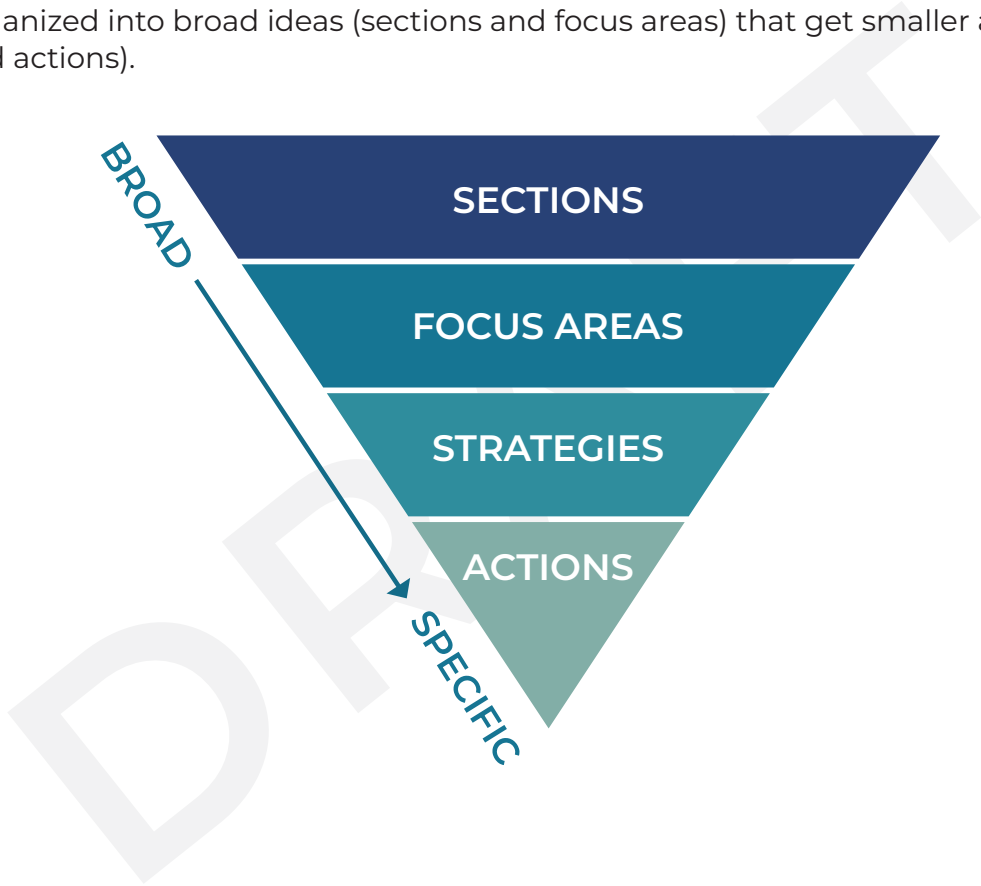 anized into broad ideas (sections and focus areas) that get smaller a
d actions).
BROAD
SECTIONS
FOCUS AREAS
STRATEGIES
ACTIONS
SPECIFIC
DRAFT